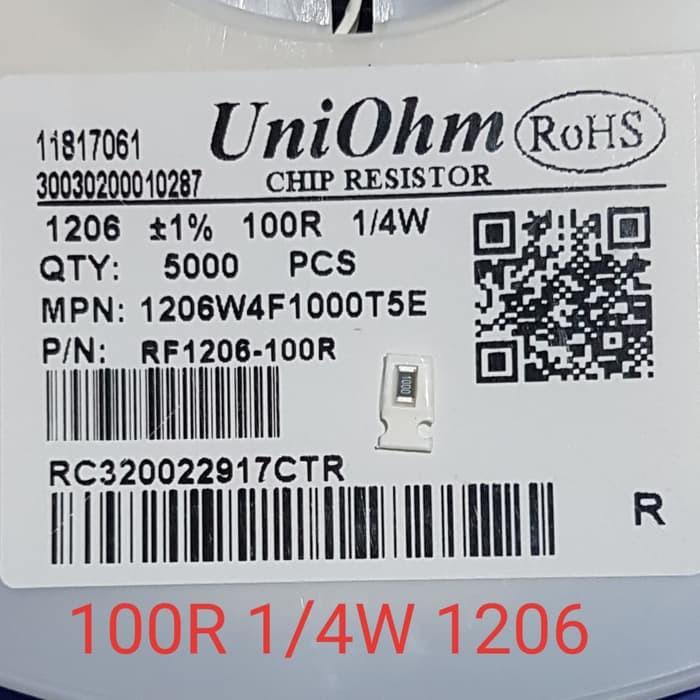 UniOhm RoHS
11817061
30030200010287 CHIP RESISTOR
1206 ±1% 100R 1/4W
QTY: 5000 PCS
MPN: 1206W4F1000T5E
P/N: RF1206-100R
1000
RC320022917CTR
R
100R 1/4W 1206